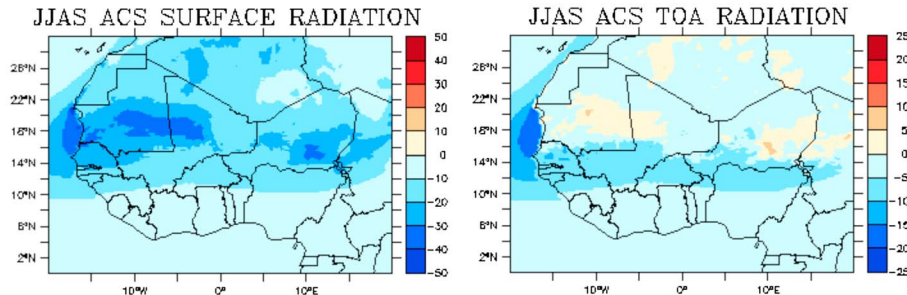 JJAS ACS SURFACE RADIATION
50
40
30
20
10
0
-10
-20
-30
-40
-50
28°N
22°N
18°N
14°N
10°N
6°N
2°N
10°W 0° 10°E
JJAS ACS TOA RADIATION
25
20
15
10
5
0
-5
-10
-15
-20
-25
28°N
22°N
18°N
14°N
10°N
6°N
2°N
10°W 0° 10°E